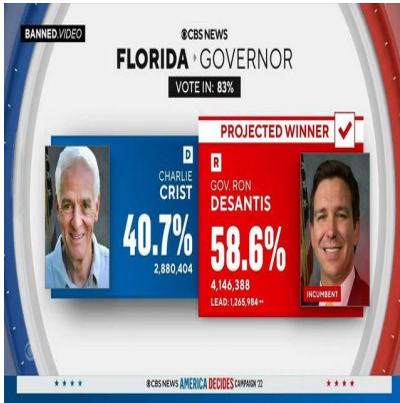 BANNED.VIDEO
CBS NEWS
FLORIDA GOVERNOR
VOTE IN: 83%
PROJECTED WINNER
D
CHARLIE
CRIST
40.7%
2,880,404
R
GOV. RON
DESANTIS
58.6%
4,146,388
LEAD: 1,265,984
INCUMBENT
CBS NEWS AMERICA DECIDES CAMPAIGN '22